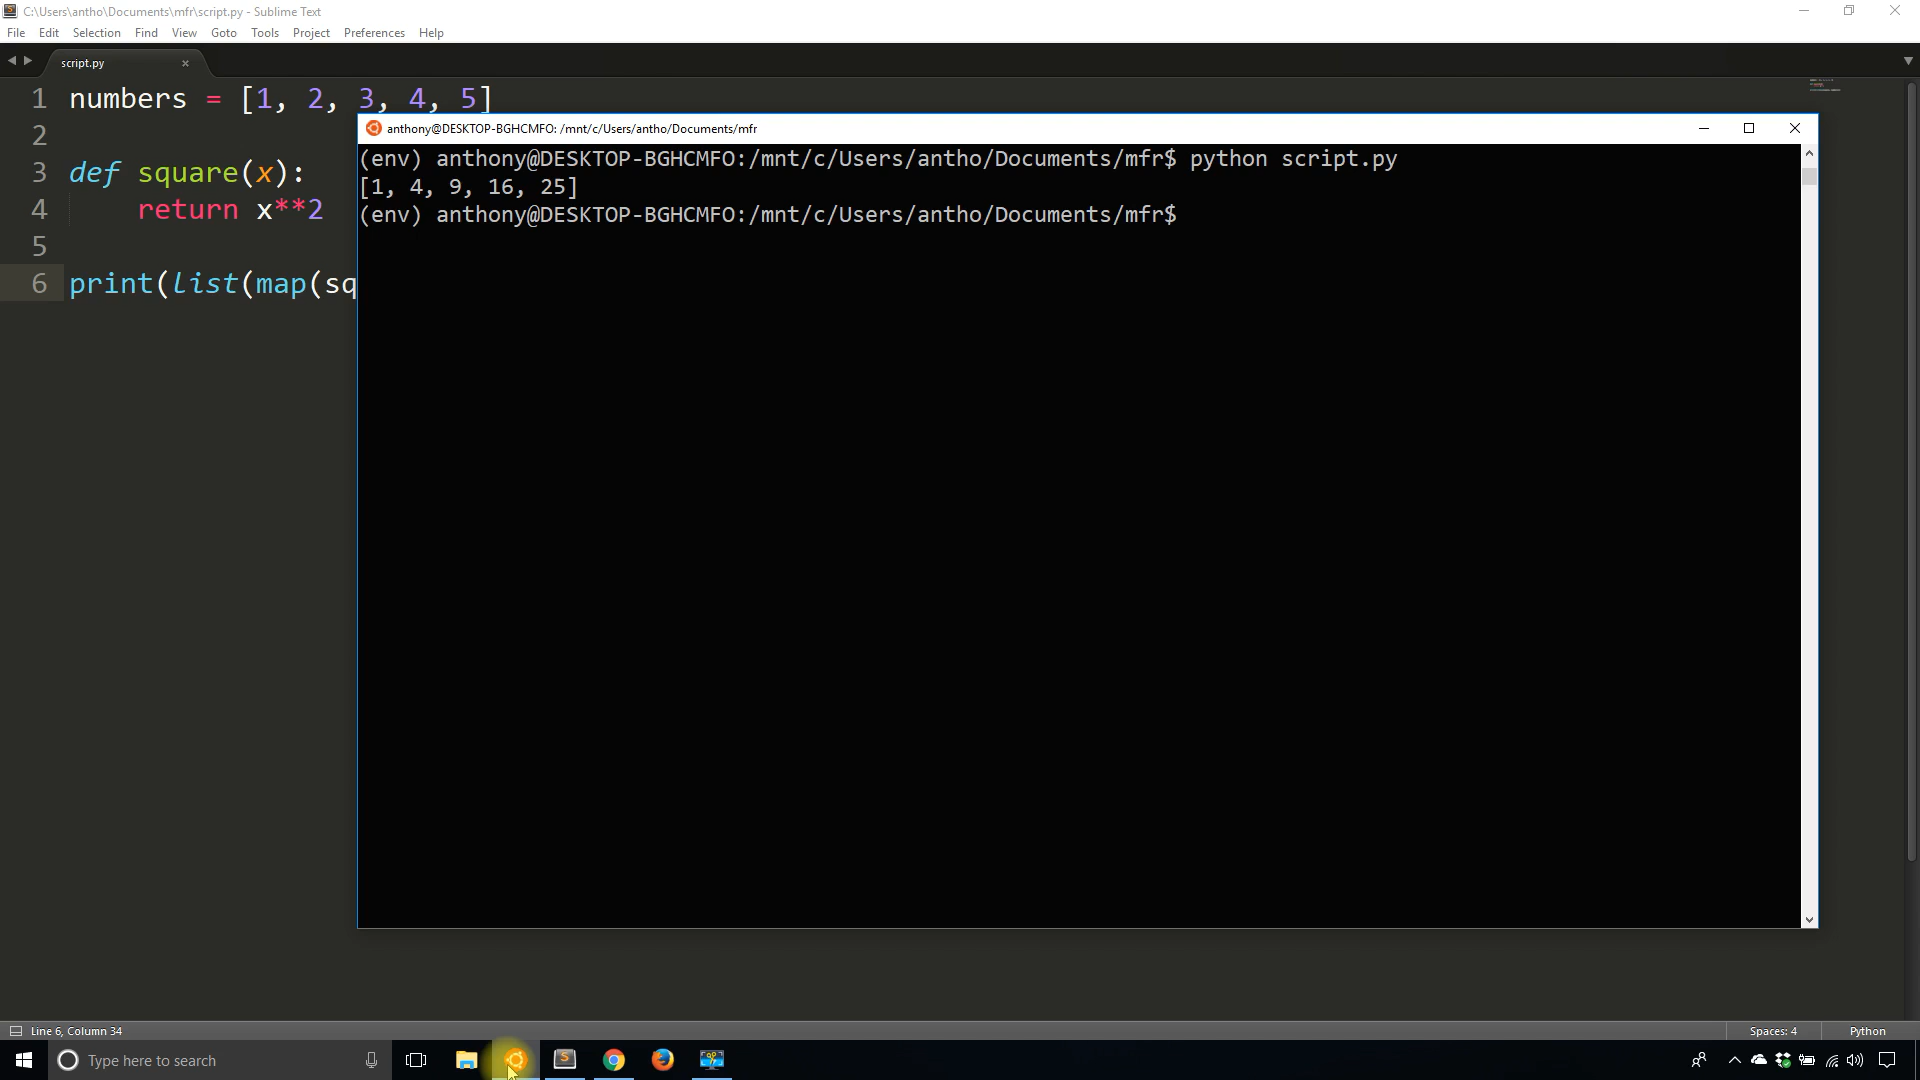 C:\Users\antho\Documents\mfr\script.py - Sublime Text
File Edit Selection Find View Goto Tools Project Preferences Help
script.py
1 numbers = [1, 2, 3, 4, 5]
2
3 def square(x):
4 return x**2
5
6 print(list(map(sq
anthony@DESKTOP-BGHCMFO: /mnt/c/Users/antho/Documents/mfr
(env) anthony@DESKTOP-BGHCMFO:/mnt/c/Users/antho/Documents/mfr$ python script.py
[1, 4, 9, 16, 25]
(env) anthony@DESKTOP-BGHCMFO:/mnt/c/Users/antho/Documents/mfr$
Line 6, Column 34
Spaces: 4
Python
Type here to search